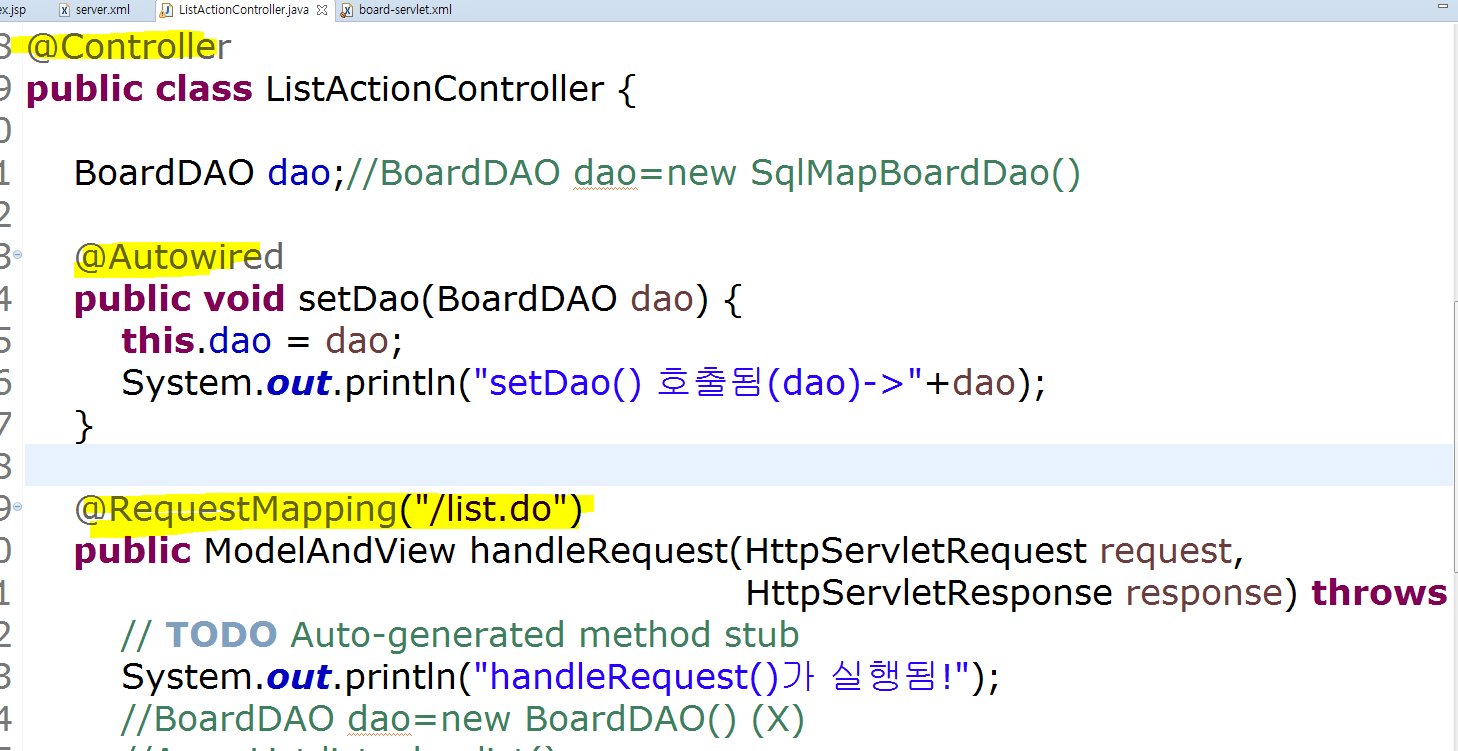 ex.jsp server.xml ListActionController.java board-servlet.xml
8 @Controller
9 public class ListActionController {
0
1 BoardDAO dao;//BoardDAO dao=new SqlMapBoardDao()
2
3 @Autowired
4 public void setDao(BoardDAO dao) {
5 this.dao = dao;
6 System.out.println("setDao() 호출됨(dao)->"+dao);
7 }
8
9 @RequestMapping("/list.do")
0 public ModelAndView handleRequest(HttpServletRequest request,
1 HttpServletResponse response) throws
2 // TODO Auto-generated method stub
3 System.out.println("handleRequest()가 실행됨!");
4 //BoardDAO dao=new BoardDAO() (X)